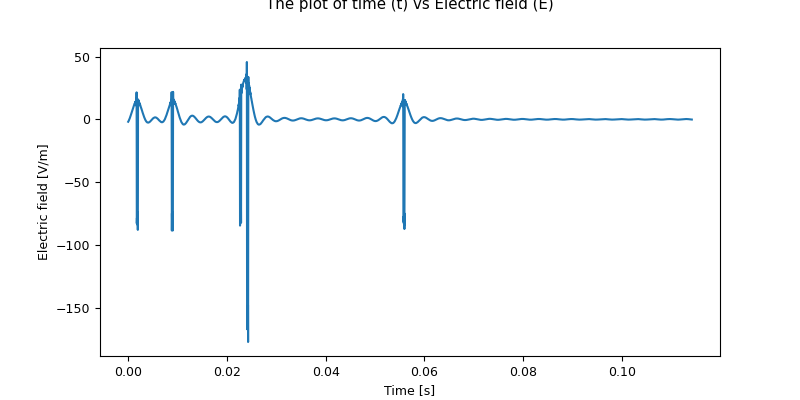 The plot of time (t) vs Electric field (E)
50
0
−50
−100
−150
Electric field [V/m]
0.00 0.02 0.04 0.06 0.08 0.10
Time [s]